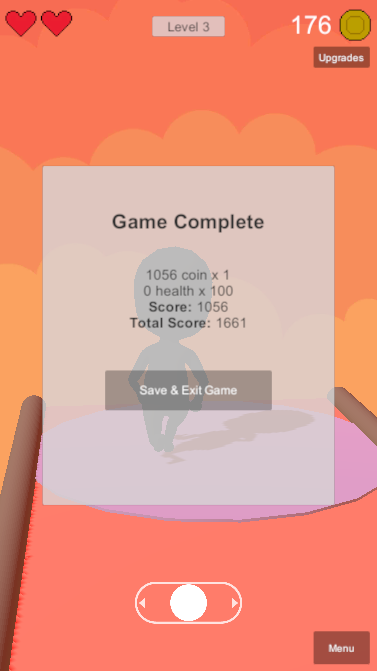 Level 3
176
Upgrades
Game Complete
1056 coin x 1
0 health x 100
Score: 1056
Total Score: 1661
Save & Exit Game
Menu